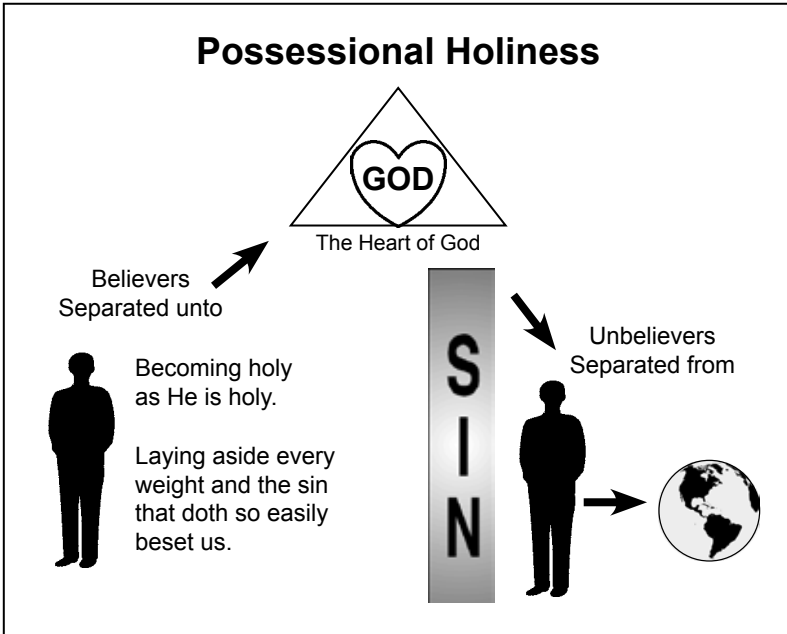 Possessional Holiness
GOD
The Heart of God
Believers
Separated unto
Becoming holy
as He is holy.
Laying aside every
weight and the sin
that doth so easily
beset us.
SIN
Unbelievers
Separated from